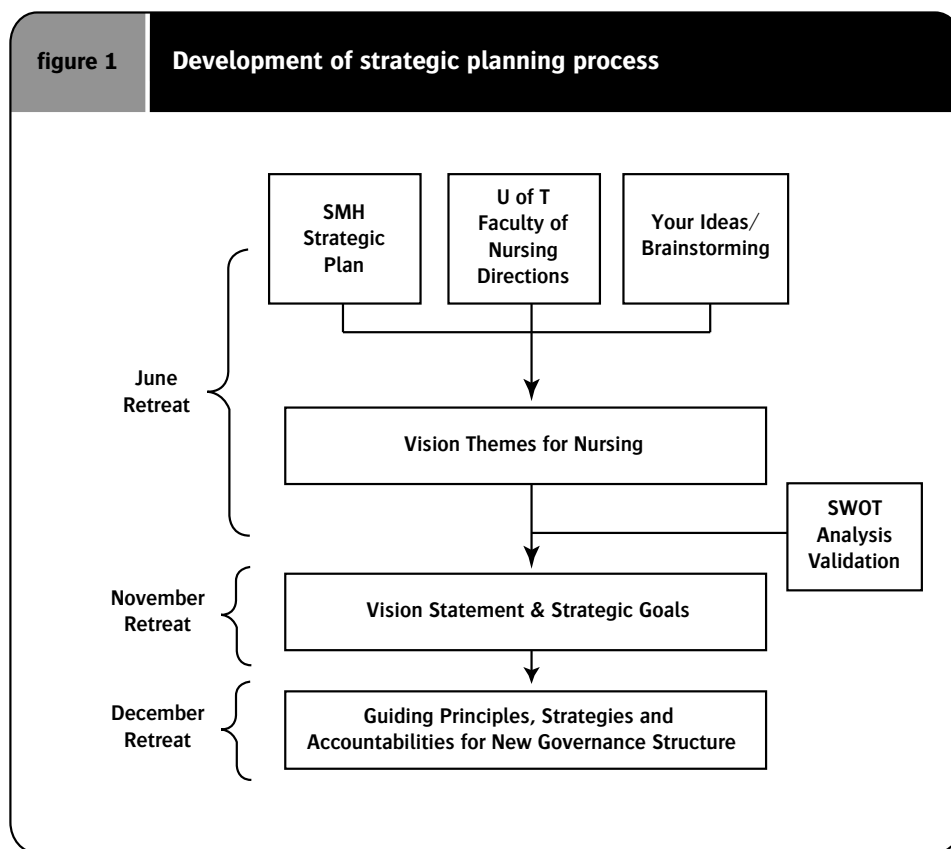 figure 1
Development of strategic planning process
SMH
Strategic
Plan
U of T
Faculty of
Nursing
Directions
Your Ideas/
Brainstorming
June
Retreat
Vision Themes for Nursing
SWOT
Analysis
Validation
November
Retreat
Vision Statement & Strategic Goals
December
Retreat
Guiding Principles, Strategies and
Accountabilities for New Governance Structure